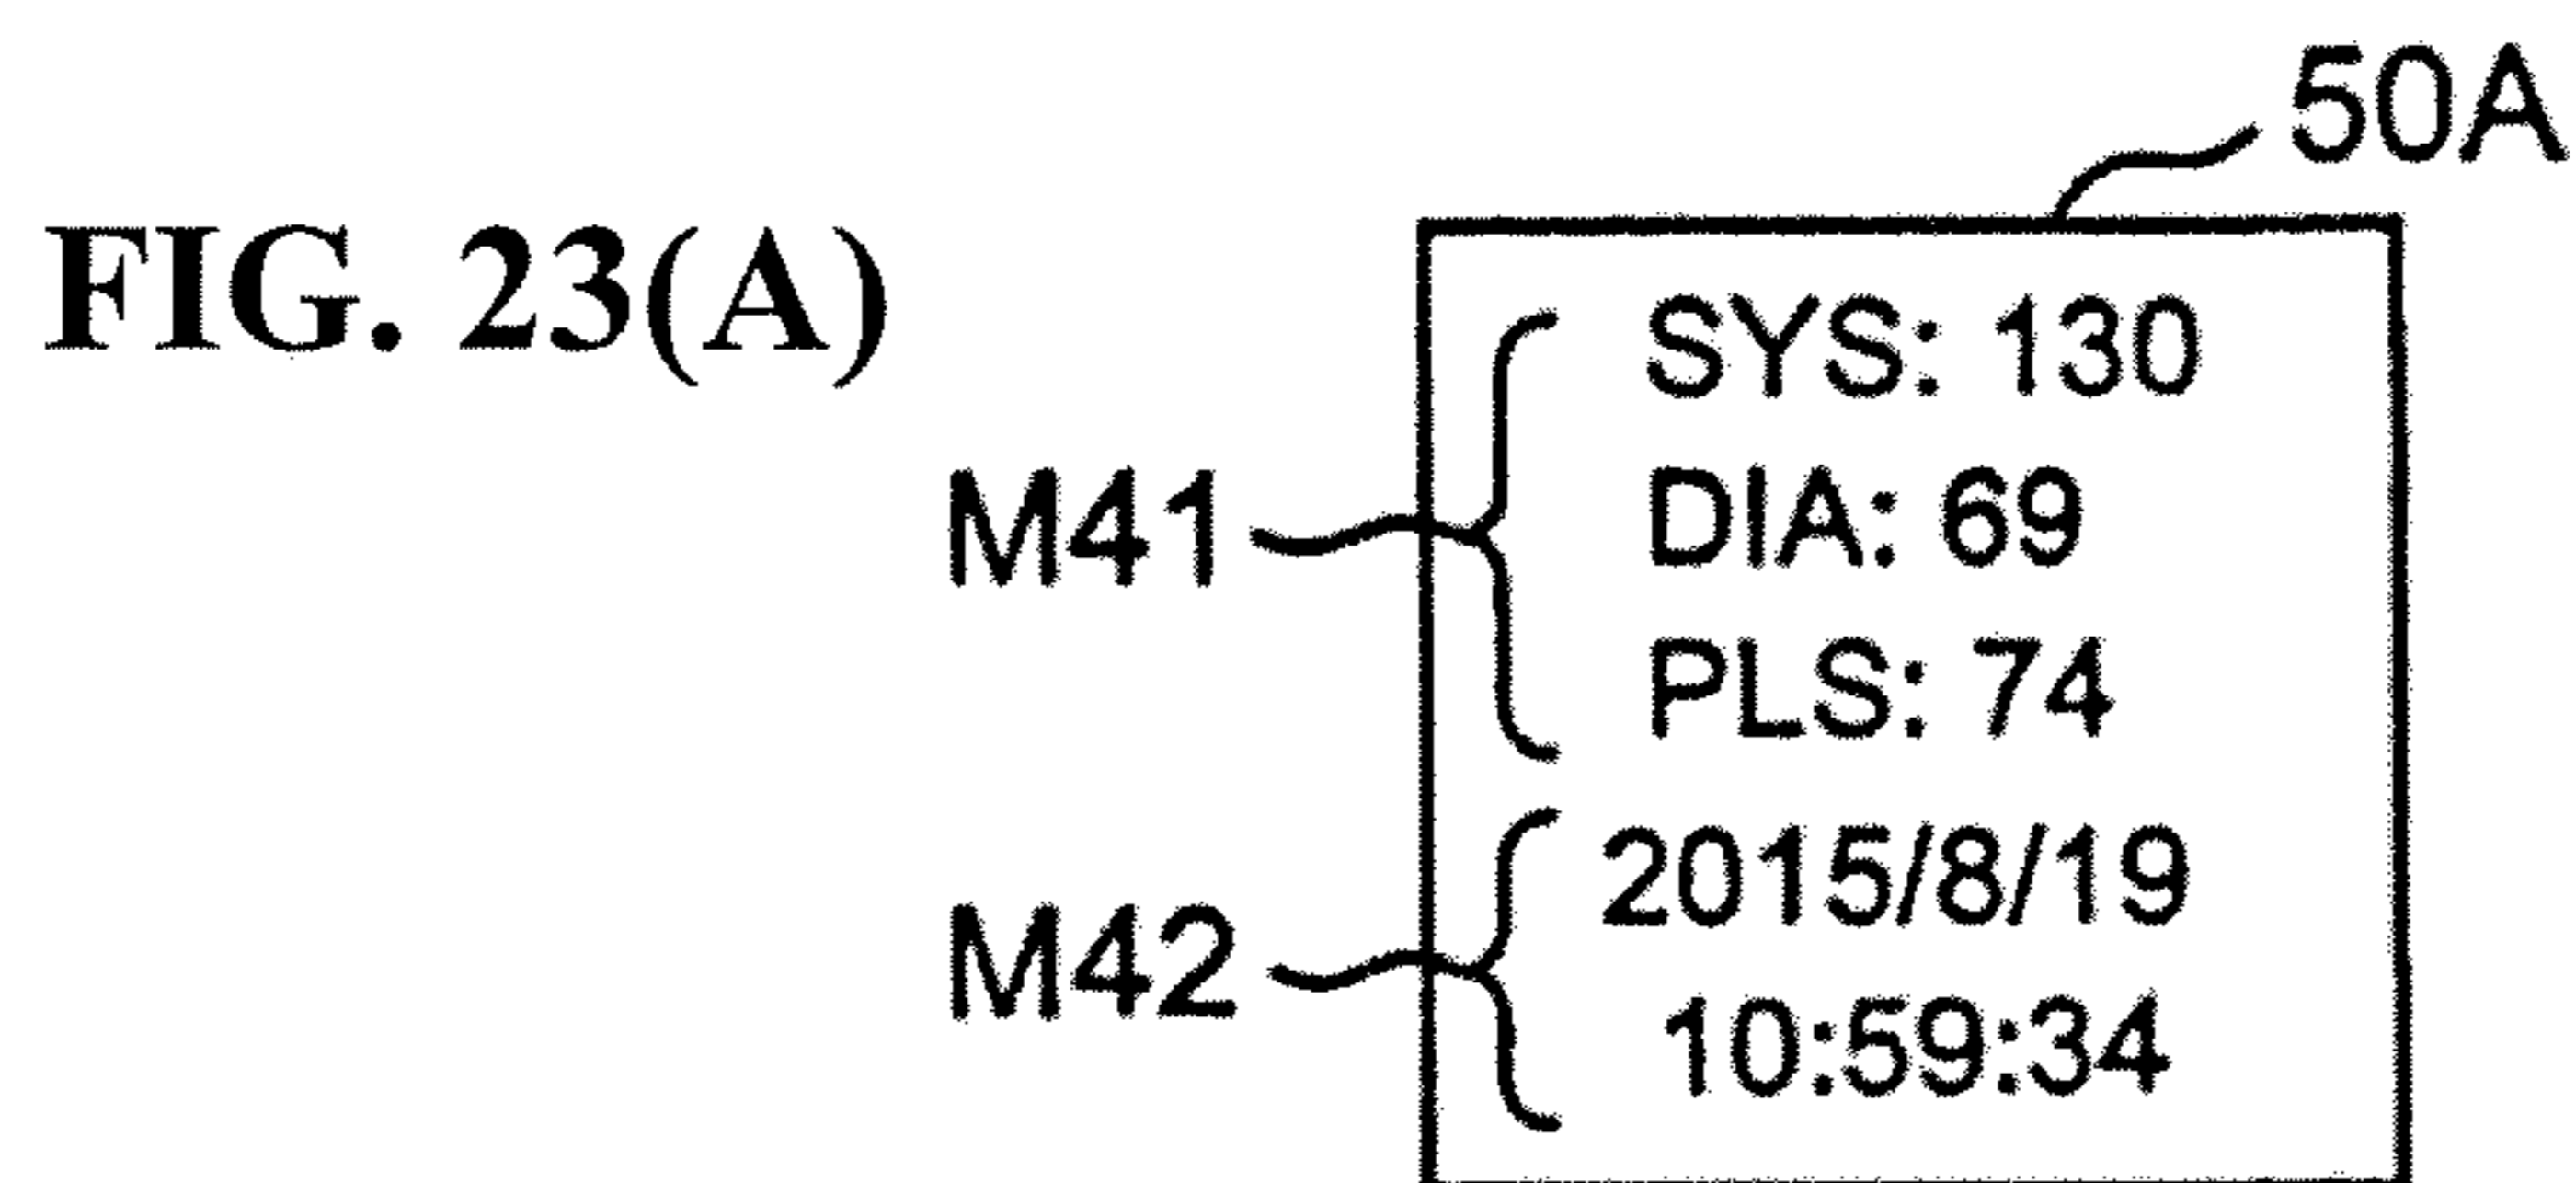 50A
FIG. 23(A)
SYS: 130
DIA: 69
M41
PLS: 74
2015/8/19
M42
10:59:34